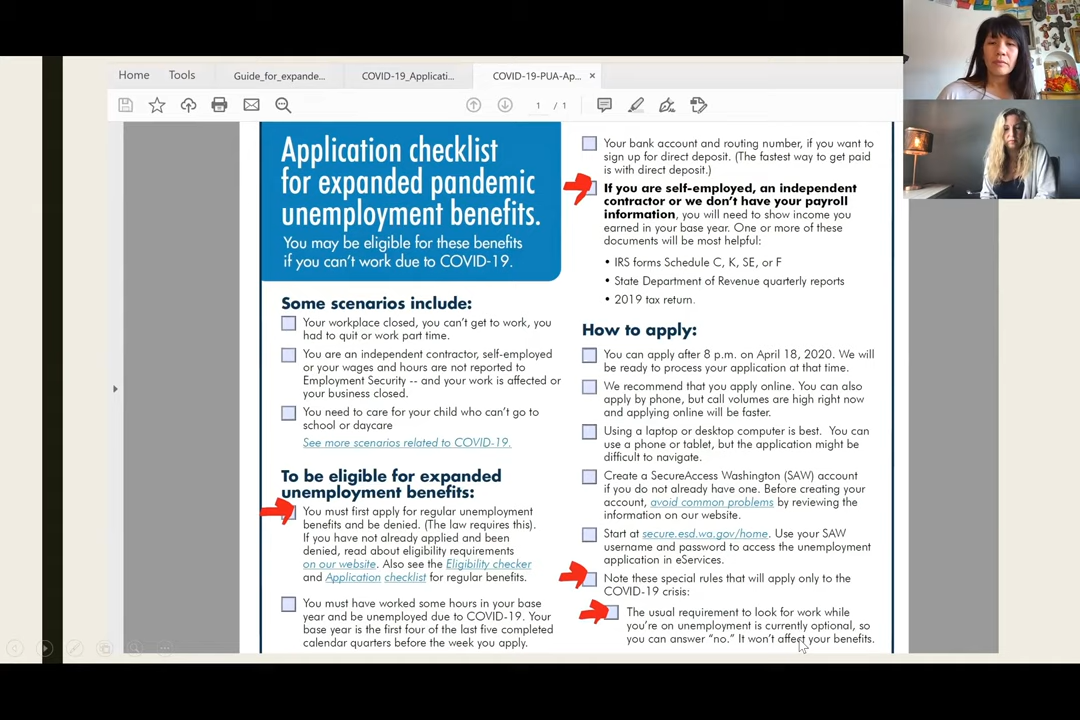 Home
Tools
Guide_for_expande...
COVID-19_Applicati...
COVID-19-PUA-Ap...
1 / 1
Application checklist
for expanded pandemic
unemployment benefits.
You may be eligible for these benefits
if you can’t work due to COVID-19.
Some scenarios include:
Your workplace closed, you can’t get to work, you
had to quit or work part time.
You are an independent contractor, self-employed
or your wages and hours are not reported to
Employment Security -- and your work is affected or
your business closed.
You need to care for your child who can’t go to
school or daycare
See more scenarios related to COVID-19.
To be eligible for expanded
unemployment benefits:
You must first apply for regular unemployment
benefits and be denied. (The law requires this).
If you have not already applied and been
denied, read about eligibility requirements
on our website. Also see the Eligibility checker
and Application checklist for regular benefits.
You must have worked some hours in your base
year and be unemployed due to COVID-19. Your
base year is the first four of the last five completed
calendar quarters before the week you apply.
Your bank account and routing number, if you want to
sign up for direct deposit. (The fastest way to get paid
is with direct deposit.)
If you are self-employed, an independent
contractor or we don’t have your payroll
information, you will need to show income you
earned in your base year. One or more of these
documents will be most helpful:
• IRS forms Schedule C, K, SE, or F
• State Department of Revenue quarterly reports
• 2019 tax return.
How to apply:
You can apply after 8 p.m. on April 18, 2020. We will
be ready to process your application at that time.
We recommend that you apply online. You can also
apply by phone, but call volumes are high right now
and applying online will be faster.
Using a laptop or desktop computer is best. You can
use a phone or tablet, but the application might be
difficult to navigate.
Create a SecureAccess Washington (SAW) account
if you do not already have one. Before creating your
account, avoid common problems by reviewing the
information on our website.
Start at secure.esd.wa.gov/home. Use your SAW
username and password to access the unemployment
application in eServices.
Note these special rules that will apply only to the
COVID-19 crisis:
The usual requirement to look for work while
you’re on unemployment is currently optional, so
you can answer “no.” It won’t affect your benefits.